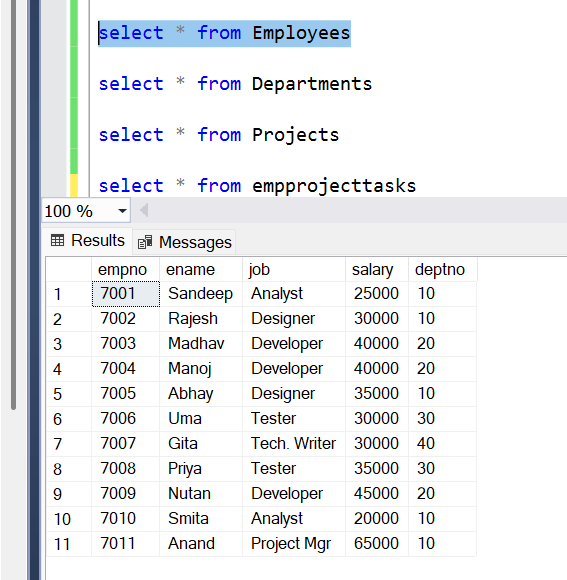 select * from Employees
select * from Departments
select * from Projects
select * from empprojecttasks
100 %
Results Messages
empno ename job salary deptno
1 7001 Sandeep Analyst 25000 10
2 7002 Rajesh Designer 30000 10
3 7003 Madhav Developer 40000 20
4 7004 Manoj Developer 40000 20
5 7005 Abhay Designer 35000 10
6 7006 Uma Tester 30000 30
7 7007 Gita Tech. Writer 30000 40
8 7008 Priya Tester 35000 30
9 7009 Nutan Developer 45000 20
10 7010 Smita Analyst 20000 10
11 7011 Anand Project Mgr 65000 10